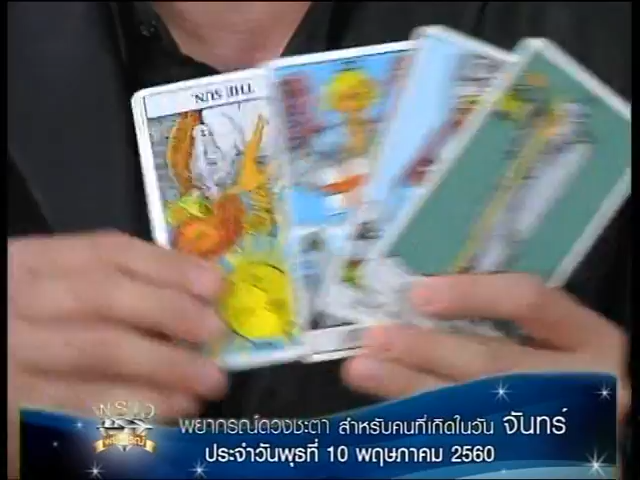 THE SUN.
พยากรณ์ดวงชะตา สำหรับคนที่เกิดในวัน จันทร์
ประจำวันพุธที่ 10 พฤษภาคม 2560